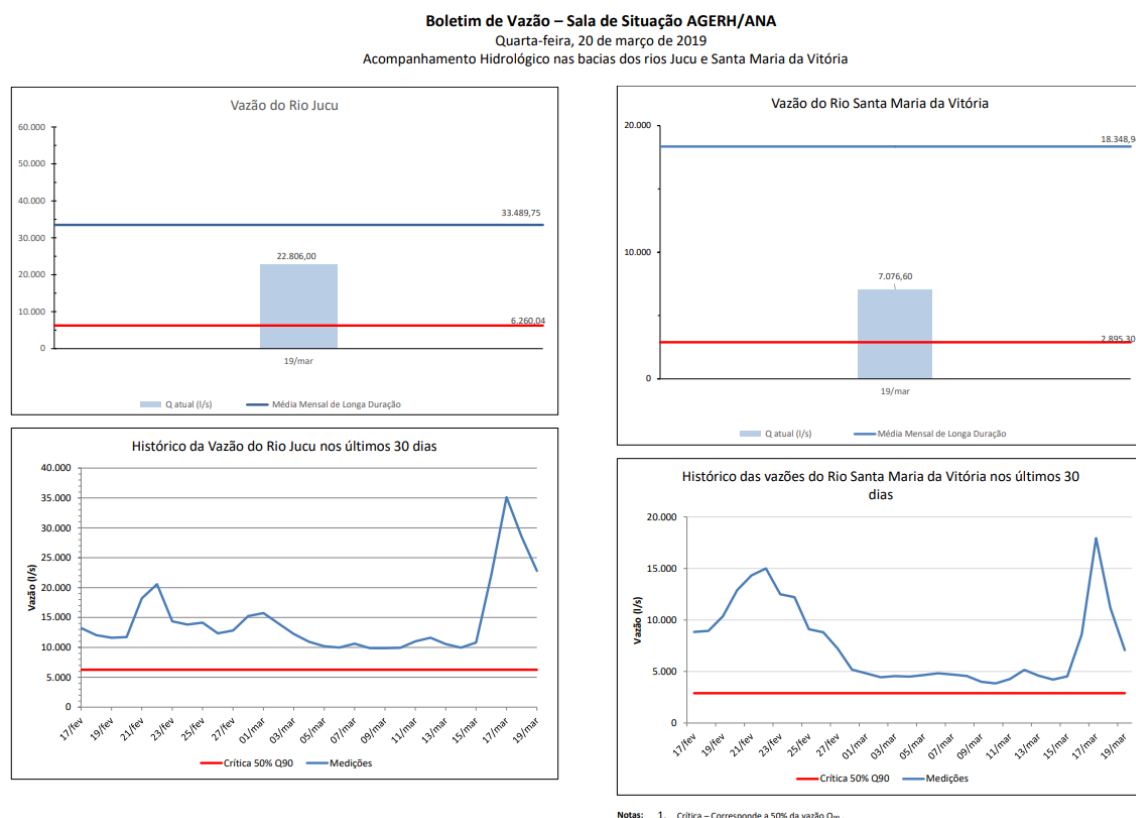 Boletim de Vazão – Sala de Situação AGERH/ANA
Quarta-feira, 20 de março de 2019
Acompanhamento Hidrológico nas bacias dos rios Jucu e Santa Maria da Vitória
Vazão do Rio Jucu
60.000
50.000
40.000
30.000
20.000
10.000
0
33.489,75
22.806,00
6.260,04
19/mar
Q atual (l/s)
Média Mensal de Longa Duração
Vazão do Rio Santa Maria da Vitória
20.000
10.000
0
18.348,9
7.076,60
2.895,30
19/mar
Q atual (l/s)
Média Mensal de Longa Duração
Histórico da Vazão do Rio Jucu nos últimos 30 dias
Vazão (l/s)
40.000
35.000
30.000
25.000
20.000
15.000
10.000
5.000
0
17/fev
19/fev
21/fev
23/fev
25/fev
27/fev
01/mar
03/mar
05/mar
07/mar
09/mar
11/mar
13/mar
15/mar
17/mar
19/mar
Crítica 50% Q90
Medições
Histórico das vazões do Rio Santa Maria da Vitória nos últimos 30
dias
Vazão (l/s)
20.000
15.000
10.000
5.000
0
17/fev
19/fev
21/fev
23/fev
25/fev
27/fev
01/mar
03/mar
05/mar
07/mar
09/mar
11/mar
13/mar
15/mar
17/mar
19/mar
Crítica 50% Q90
Medições
Notas: 1. Crítica – Corresponde a 50% da vazão